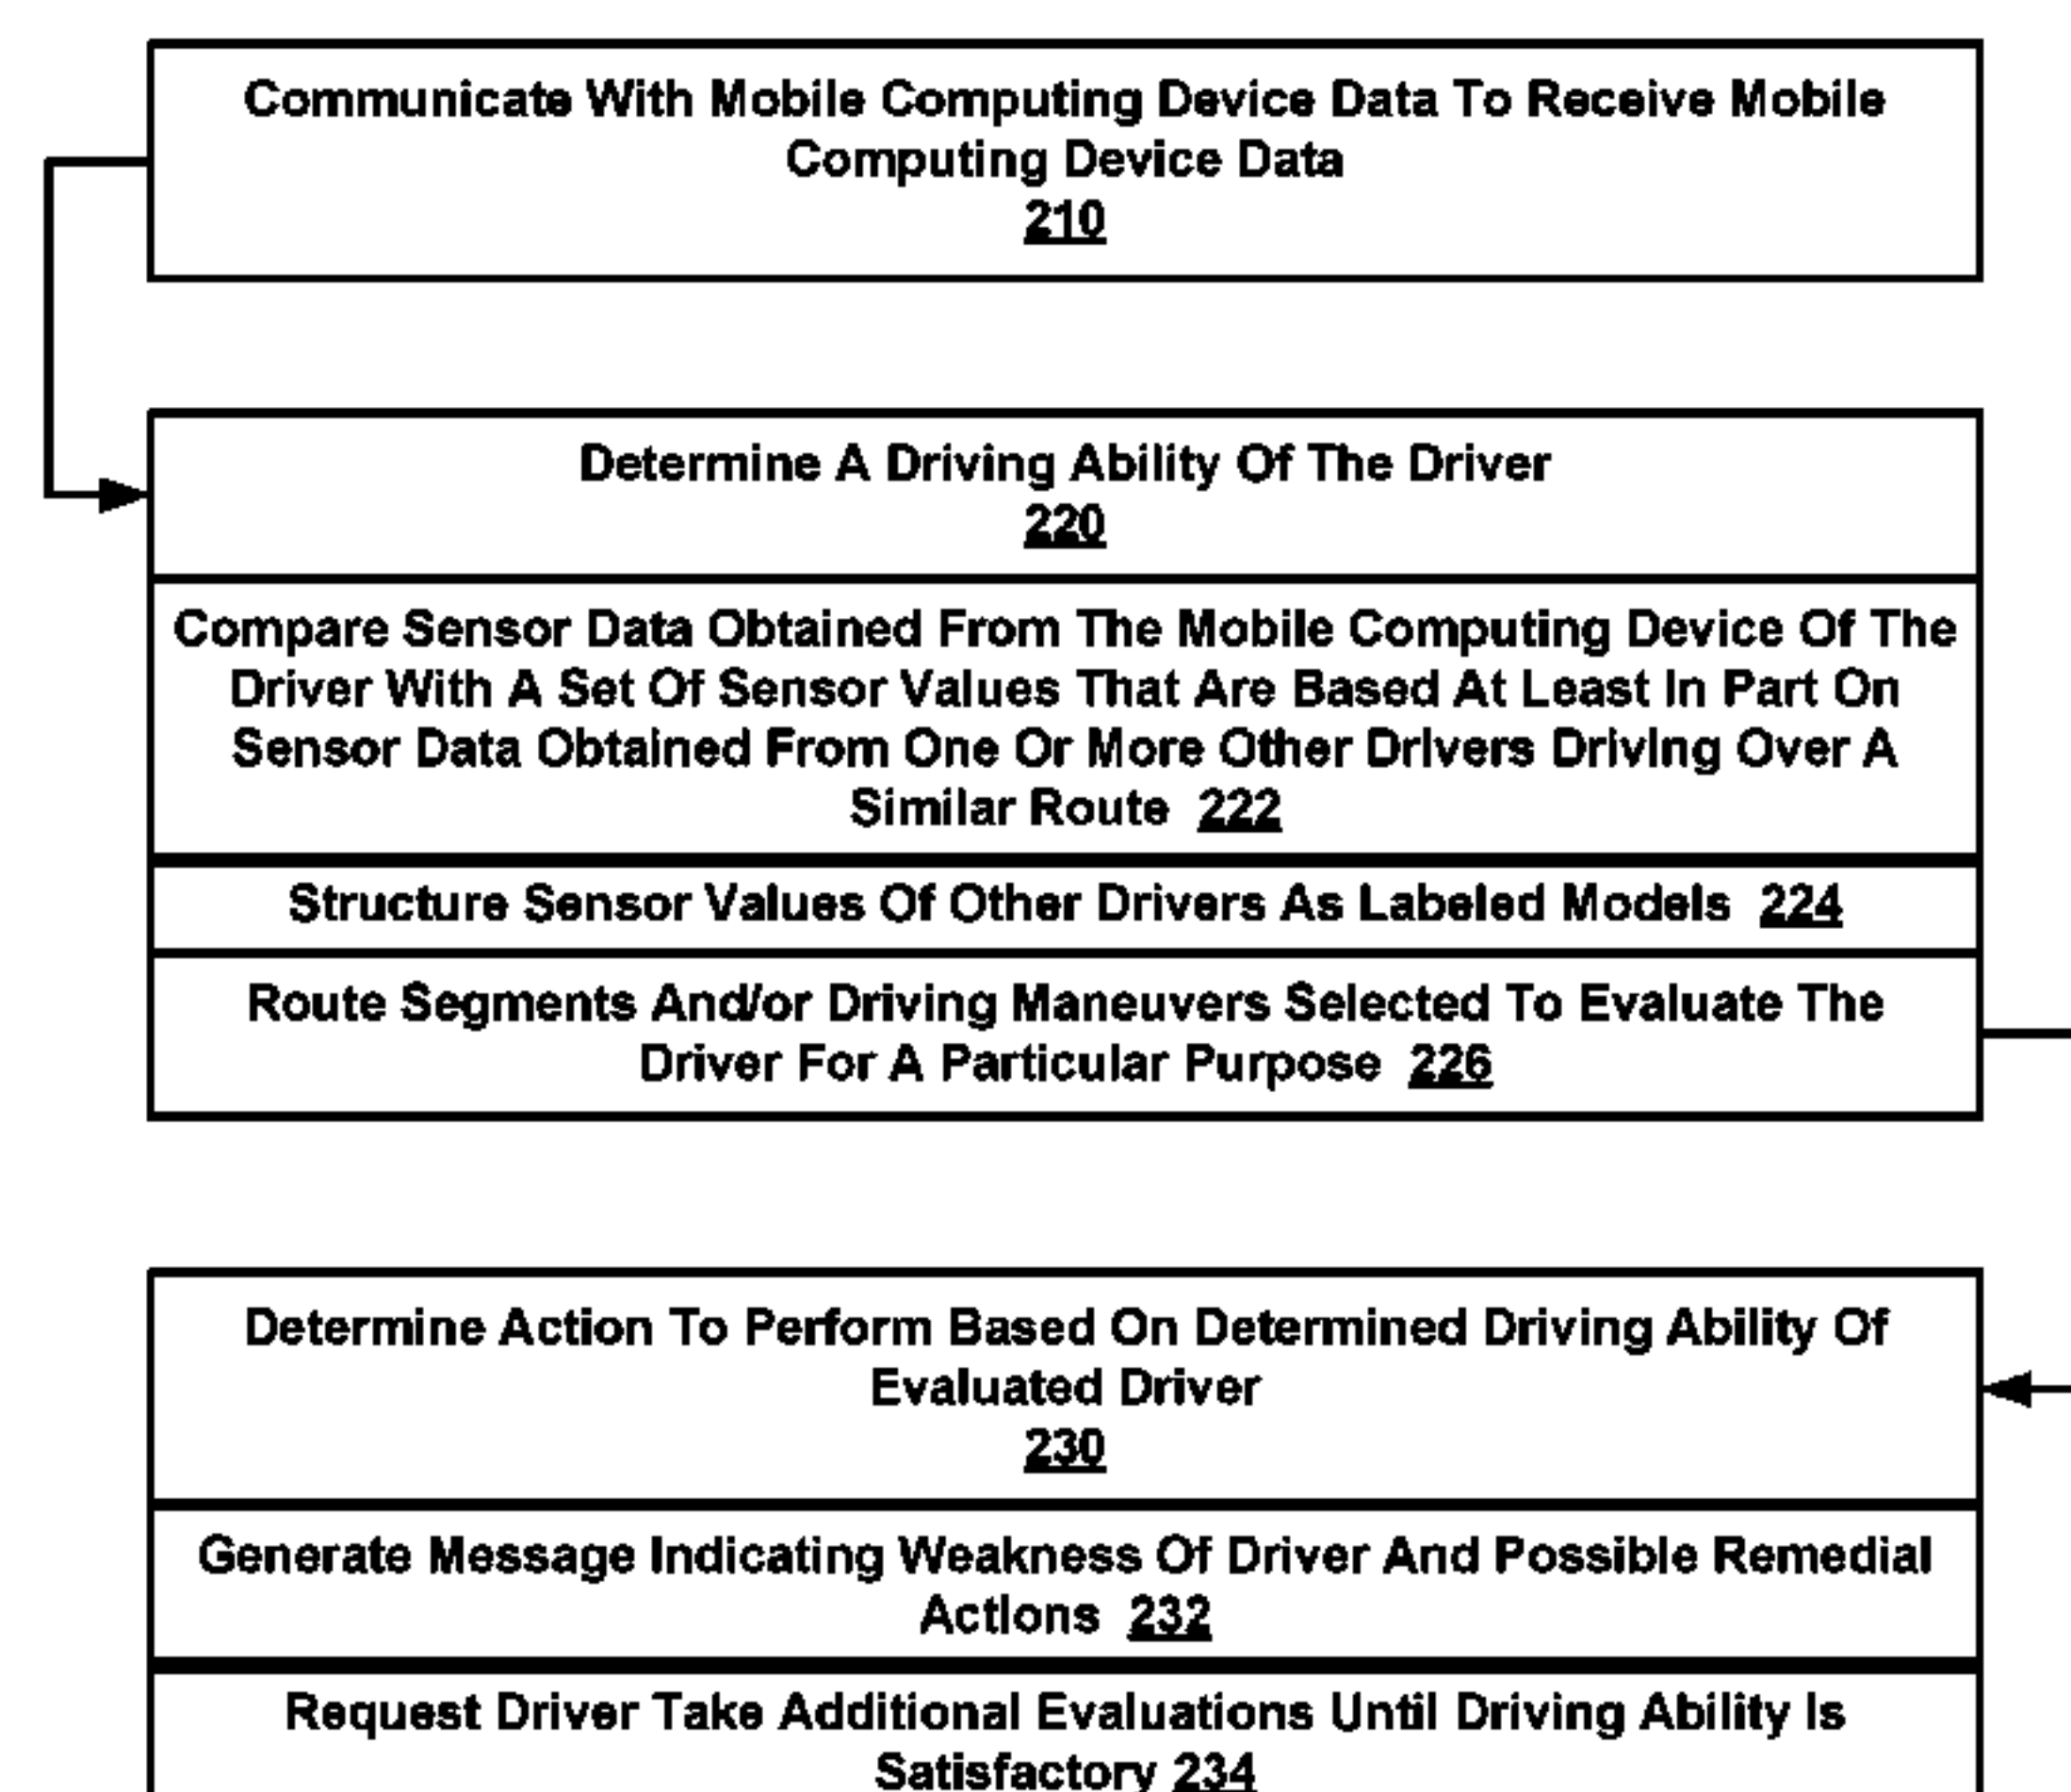 Communicate With Mobile Computing Device Data To Receive Mobile
Computing Device Data
210
Determine A Driving Ability Of The Driver
220
Compare Sensor Data Obtained From The Mobile Computing Device Of The
Driver With A Set Of Sensor Values That Are Based At Least In Part On
Sensor Data Obtained From One Or More Other Drivers Driving Over A
Similar Route 222
Structure Sensor Values Of Other Drivers As Labeled Models 224
Route Segments And/or Driving Maneuvers Selected To Evaluate The
Driver For A Particular Purpose 226
Determine Action To Perform Based On Determined Driving Ability Of
Evaluated Driver
230
Generate Message Indicating Weakness Of Driver And Possible Remedial
Actions 232
Request Driver Take Additional Evaluations Until Driving Ability Is
Satisfactory 234